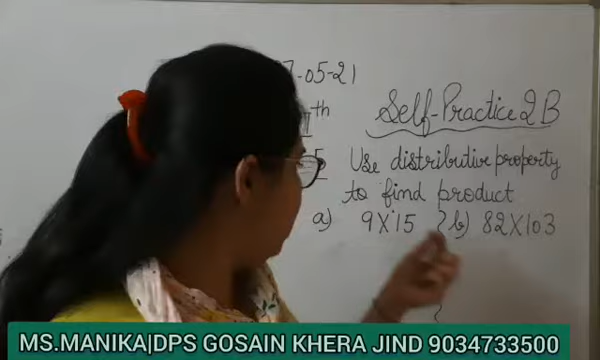 7-05-21
Self-Practice 2B
th
Use distributive property
to find product
a) 9X15 b) 82X103
MS.MANIKA|DPS GOSAIN KHERA JIND 9034733500